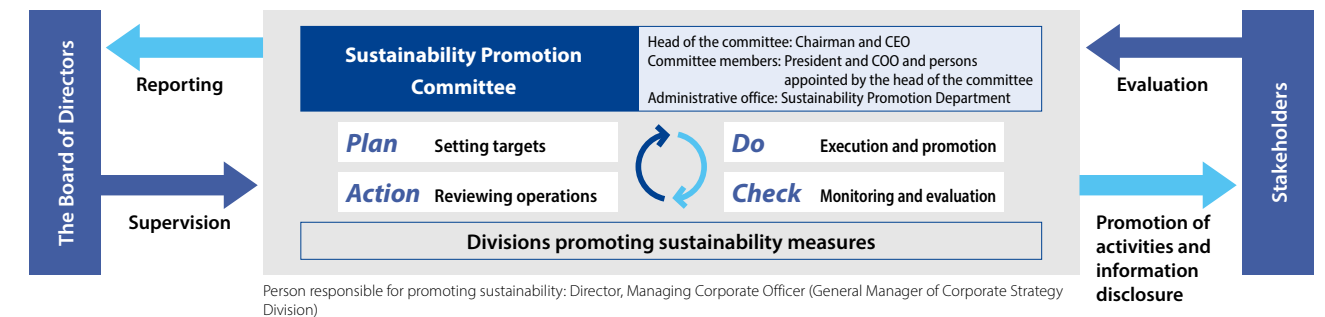 The Board of Directors
Reporting
Supervision
Sustainability Promotion
Committee
Head of the committee: Chairman and CEO
Committee members: President and COO and persons
appointed by the head of the committee
Administrative office: Sustainability Promotion Department
Plan Setting targets
Do Execution and promotion
Action Reviewing operations
Check Monitoring and evaluation
Divisions promoting sustainability measures
Evaluation
Promotion of
activities and
information
disclosure
Stakeholders
Person responsible for promoting sustainability: Director, Managing Corporate Officer (General Manager of Corporate Strategy
Division)